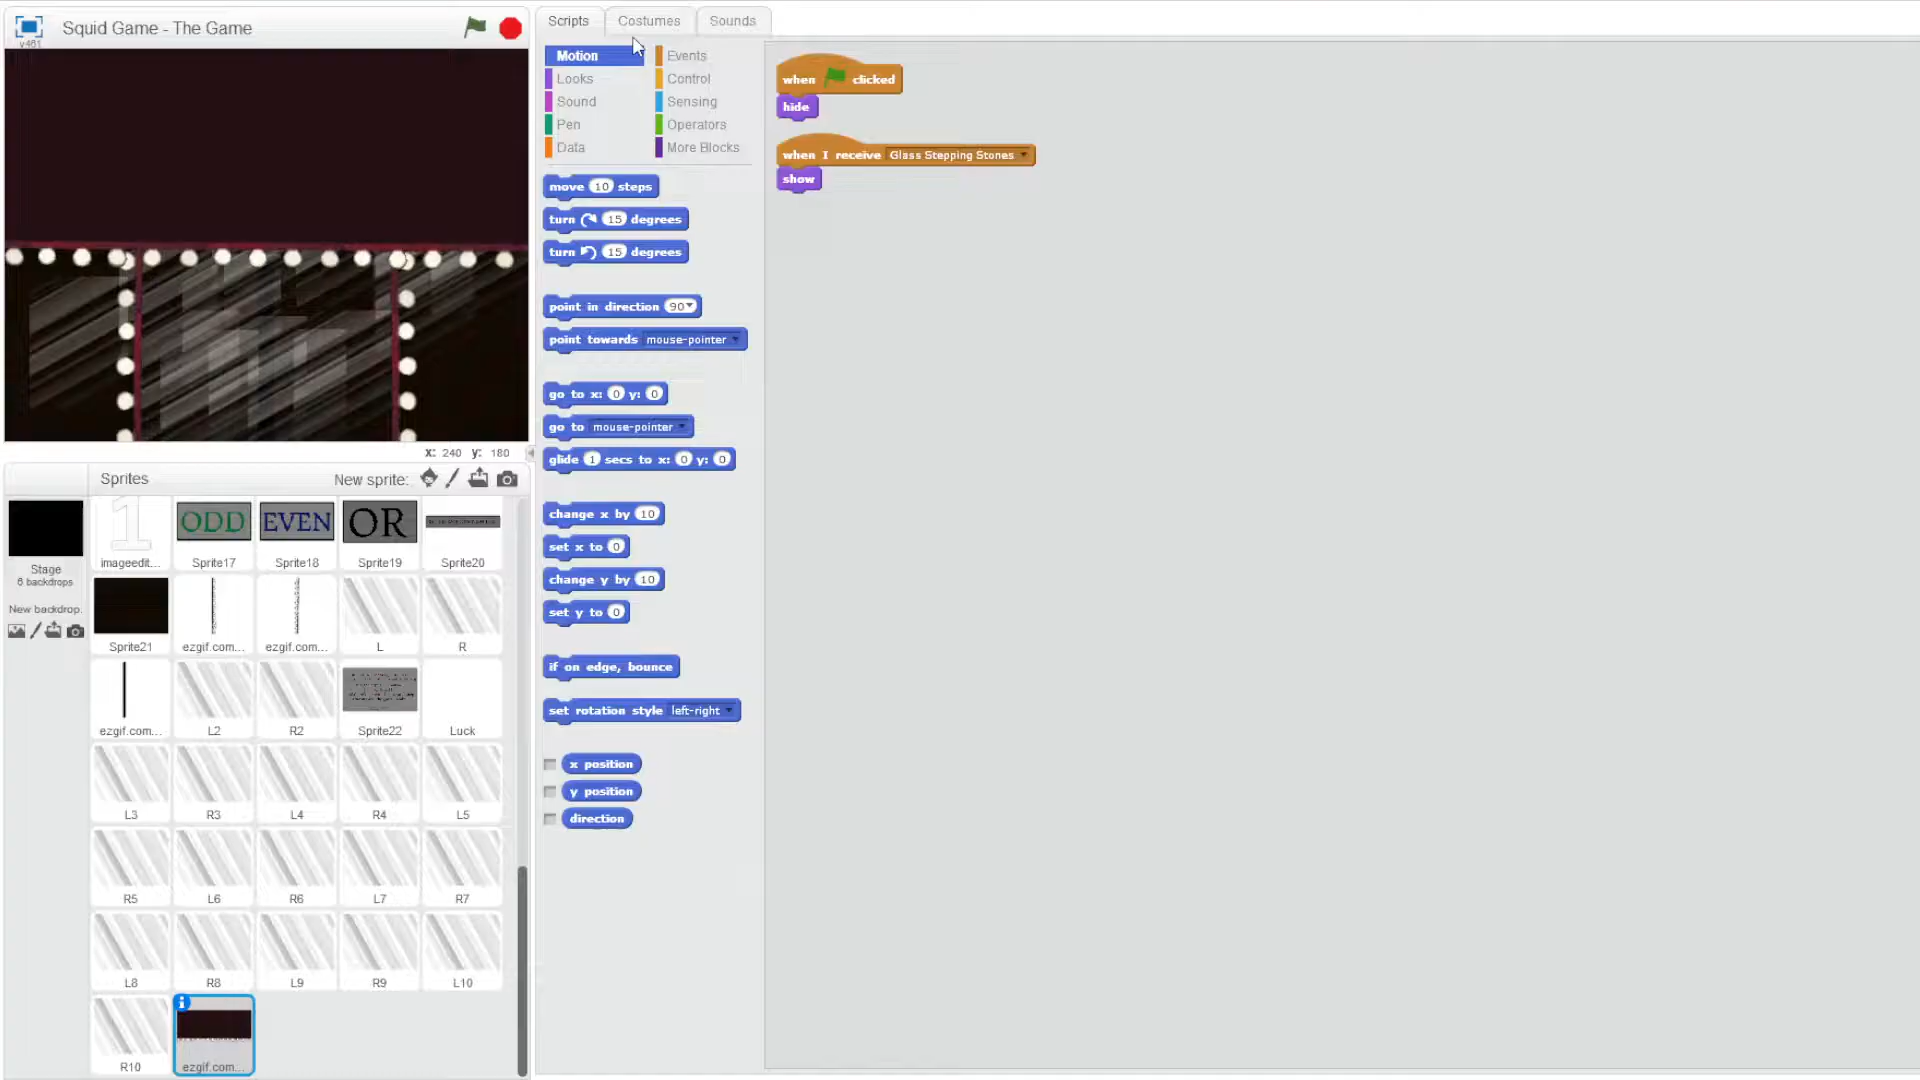 Squid Game - The Game
v461
x: 240 y: 180
Sprites
New sprite:
Stage
6 backdrops
New backdrop:
1
ODD
EVEN
OR
imageedit...
Sprite17
Sprite18
Sprite19
Sprite20
Sprite21
ezgif.com...
ezgif.com...
L
R
ezgif.com...
L2
R2
Sprite22
Luck
L3
R3
L4
R4
L5
R5
L6
R6
L7
R7
L8
R8
L9
R9
L10
R10
ezgif.com...
Scripts
Costumes
Sounds
Motion
Events
Looks
Control
Sound
Sensing
Pen
Operators
Data
More Blocks
move 10 steps
turn 15 degrees
turn 15 degrees
point in direction 90
point towards mouse-pointer
go to x: 0 y: 0
go to mouse-pointer
glide 1 secs to x: 0 y: 0
change x by 10
set x to 0
change y by 10
set y to 0
if on edge, bounce
set rotation style left-right
x position
y position
direction
when clicked
hide
when I receive Glass Stepping Stones
show